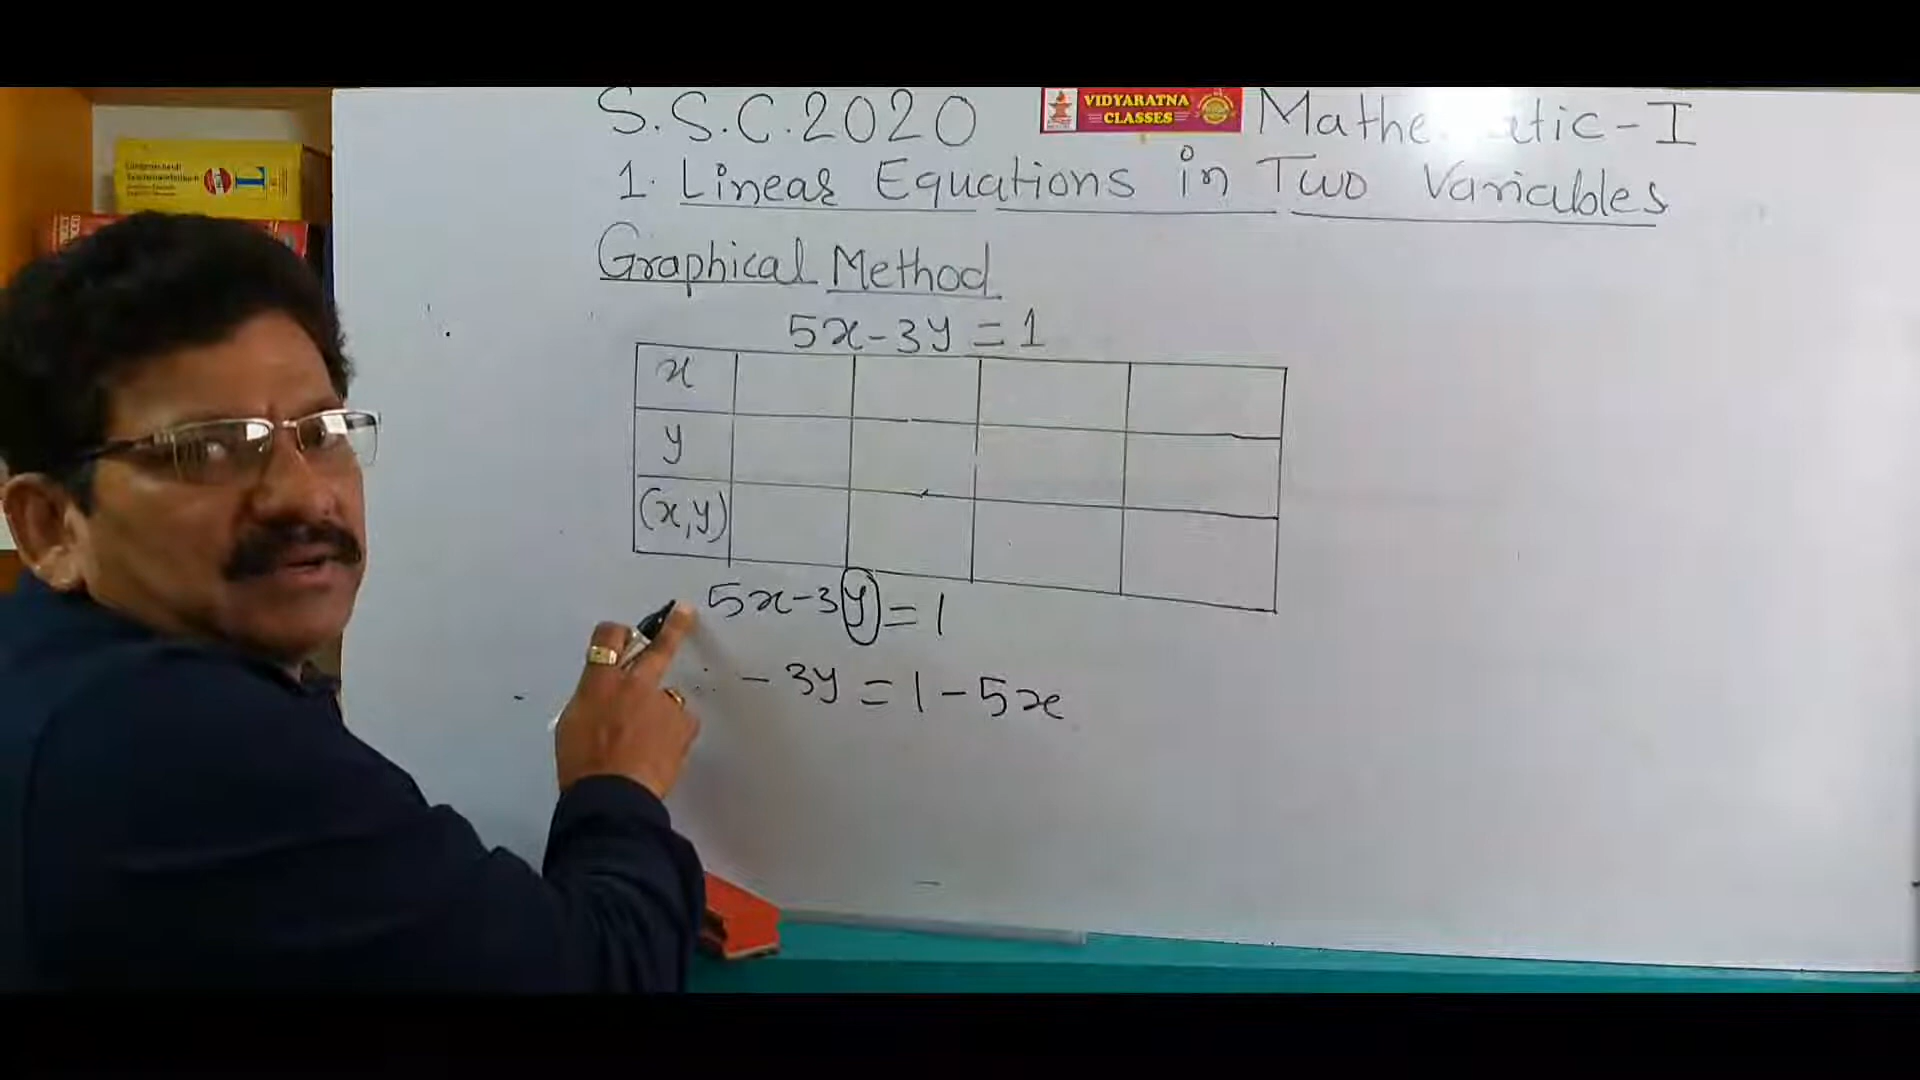 S.S.C.2020
VIDYARATNA
CLASSES
Mathe tic-I
1. Linear Equations in Two Variables
Graphical Method
5x-3y=1
x
y
(x,y)
5x-3y=1
-3y=1-5x
Langenscheidt